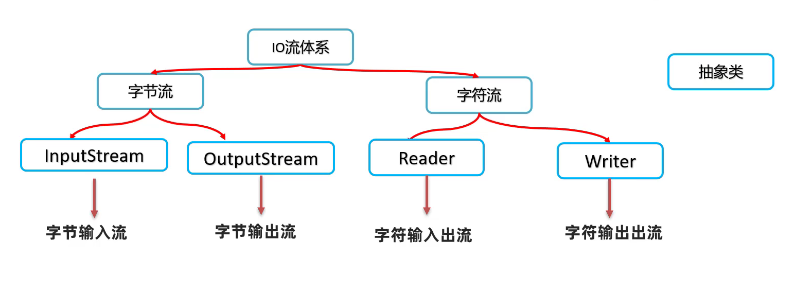 IO流体系
抽象类
字节流
字符流
InputStream
OutputStream
Reader
Writer
字节输入流
字节输出流
字符输入出流
字符输出出流